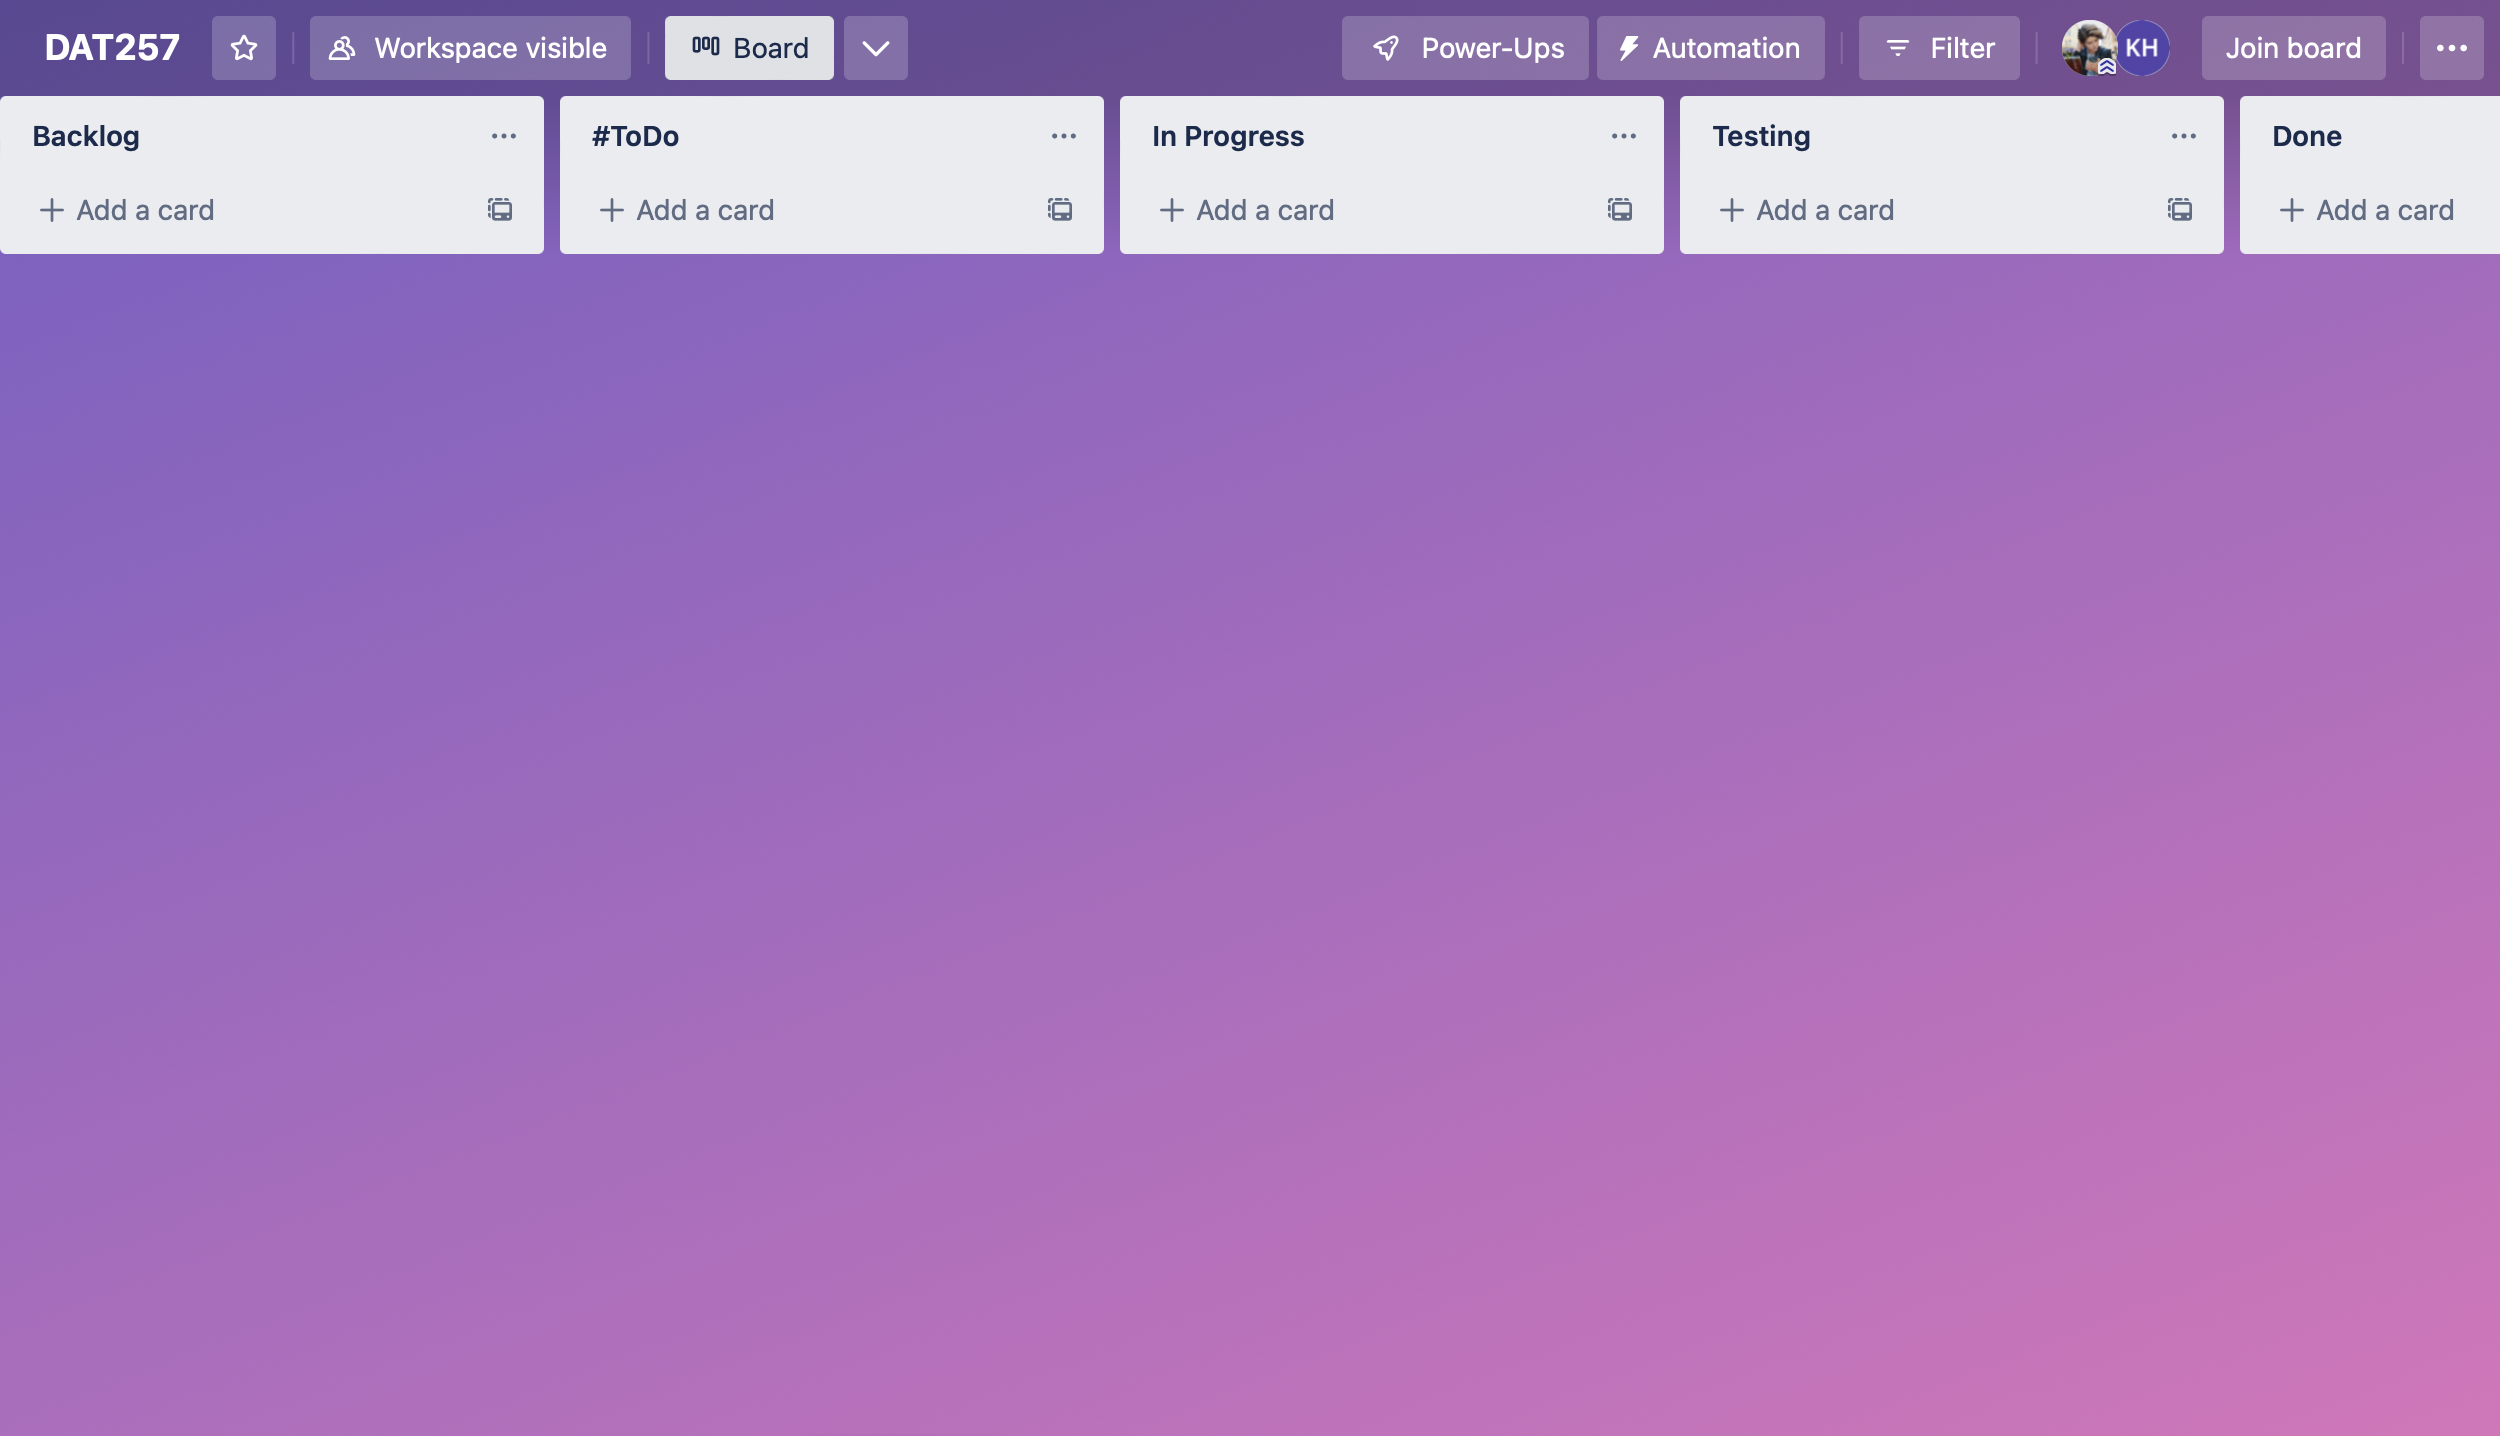 DAT257 Workspace visible Board Power-Ups Automation Filter KH Join board
Backlog #ToDo In Progress Testing Done
Add a card Add a card Add a card Add a card Add a card